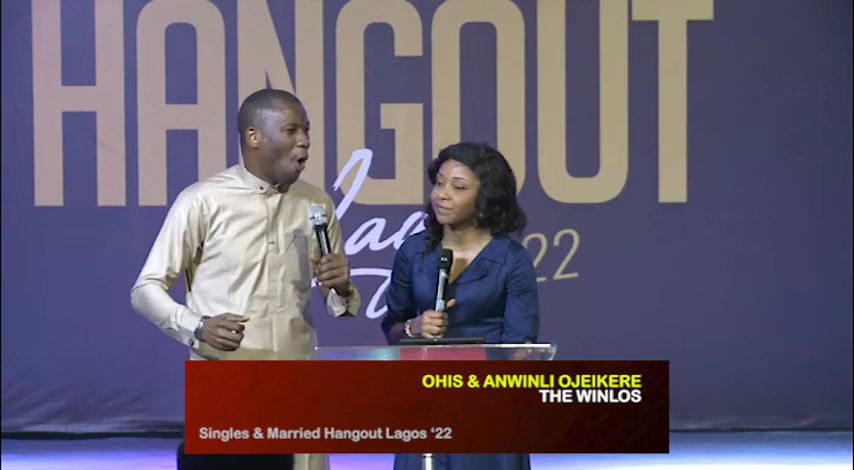 HANGOUT
22
OHIS & ANWINLI OJEIKERE
THE WINLOS
Singles & Married Hangout Lagos ‘22